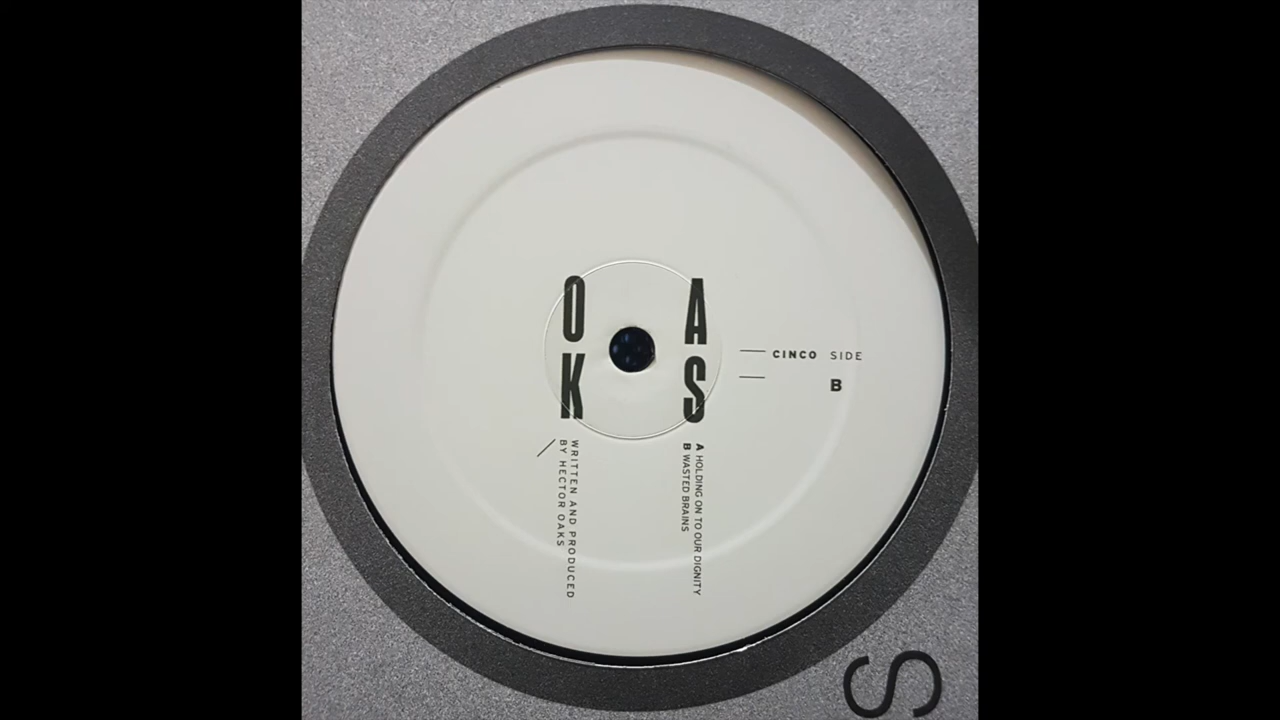 O A
K S
CINCO SIDE
B
A HOLDING ON TO OUR DIGNITY
B WASTED BRAINS
WRITTEN AND PRODUCED
BY HECTOR OAKS
S